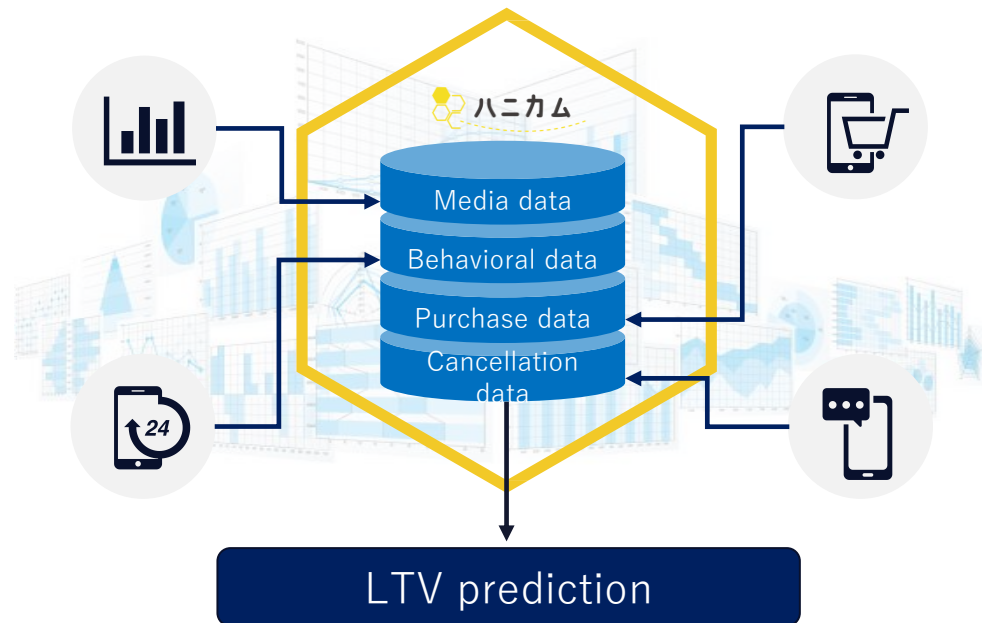 ハニカム
Media data
Behavioral data
Purchase data
Cancellation
data
24
LTV prediction